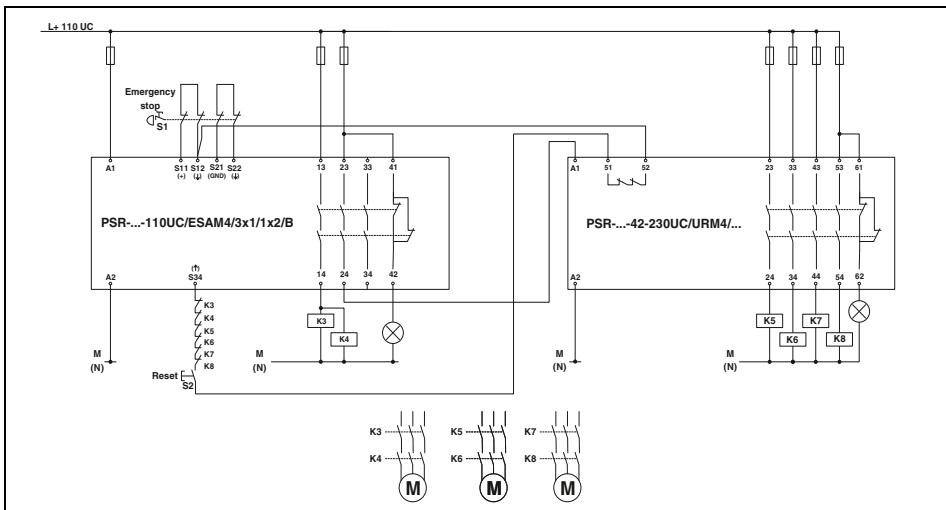 L+ 110 UC
Emergency
stop
S1
A1
S11
(+)
S12
(↓)
S21
(GND)
S22
(↓)
13
23
33
41
A1
51
52
23
33
43
53
61
PSR-...-110UC/ESAM4/3x1/1x2/B
PSR-...-42-230UC/URM4/...
A2
(↑)
S34
14
24
34
42
A2
24
34
44
54
62
K3
K4
K5
K6
K7
K8
Reset
S2
K3
K4
K5
K6
K7
K8
M
(N)
M
(N)
M
(N)
M
(N)
K3
K4
M
K5
K6
M
K7
K8
M